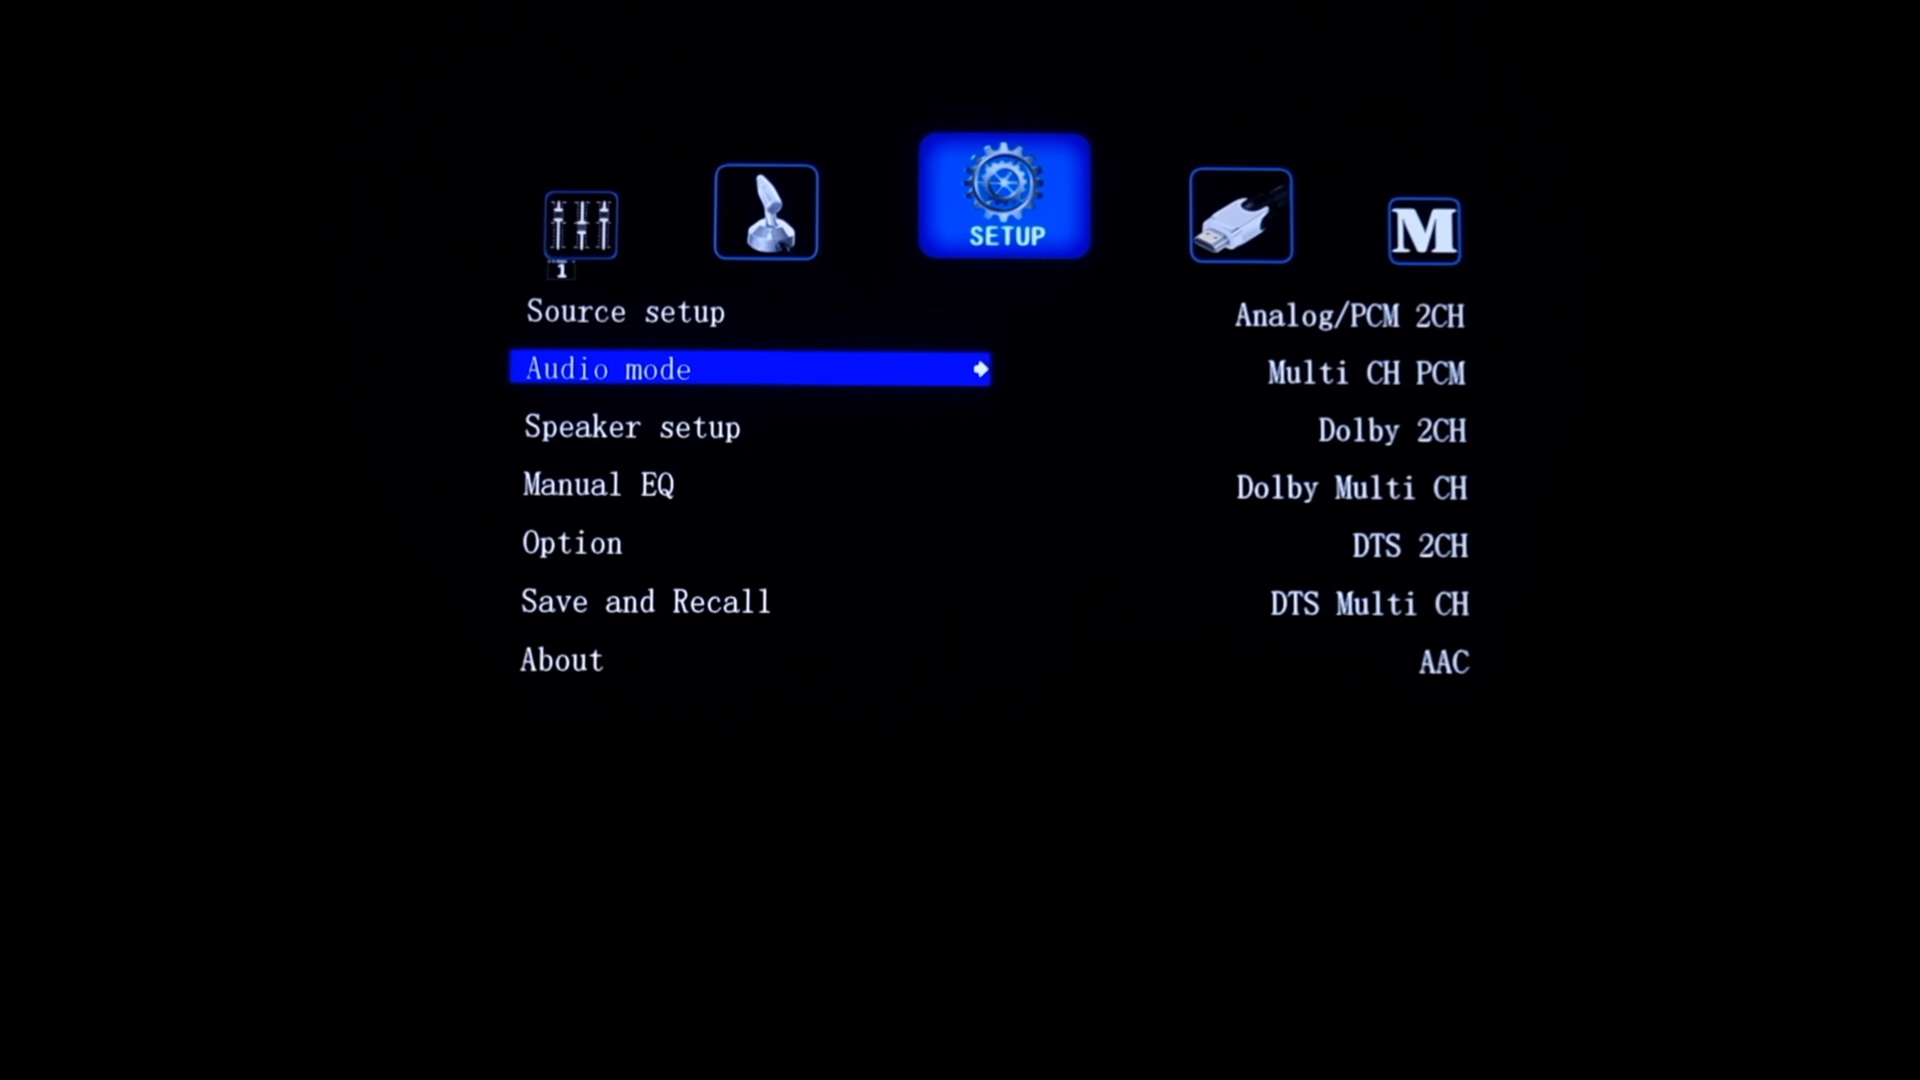 SETUP
M
1
Source setup
Analog/PCM 2CH
Audio mode
Multi CH PCM
Speaker setup
Dolby 2CH
Manual EQ
Dolby Multi CH
Option
DTS 2CH
Save and Recall
DTS Multi CH
About
AAC